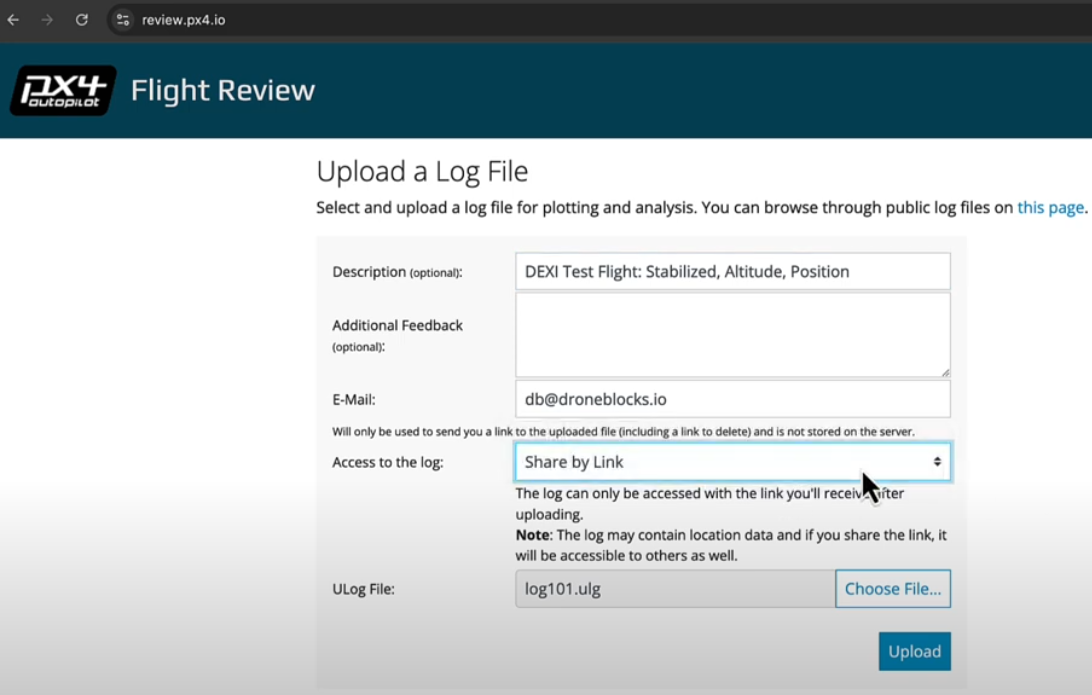 review.px4.io
px4
autopilot
Flight Review
Upload a Log File
Select and upload a log file for plotting and analysis. You can browse through public log files on this page.
Description (optional):
DEXI Test Flight: Stabilized, Altitude, Position
Additional Feedback
(optional):
E-Mail:
db@droneblocks.io
Will only be used to send you a link to the uploaded file (including a link to delete) and is not stored on the server.
Access to the log:
Share by Link
The log can only be accessed with the link you'll receive after
uploading.
Note: The log may contain location data and if you share the link, it
will be accessible to others as well.
ULog File:
log101.ulg
Choose File...
Upload